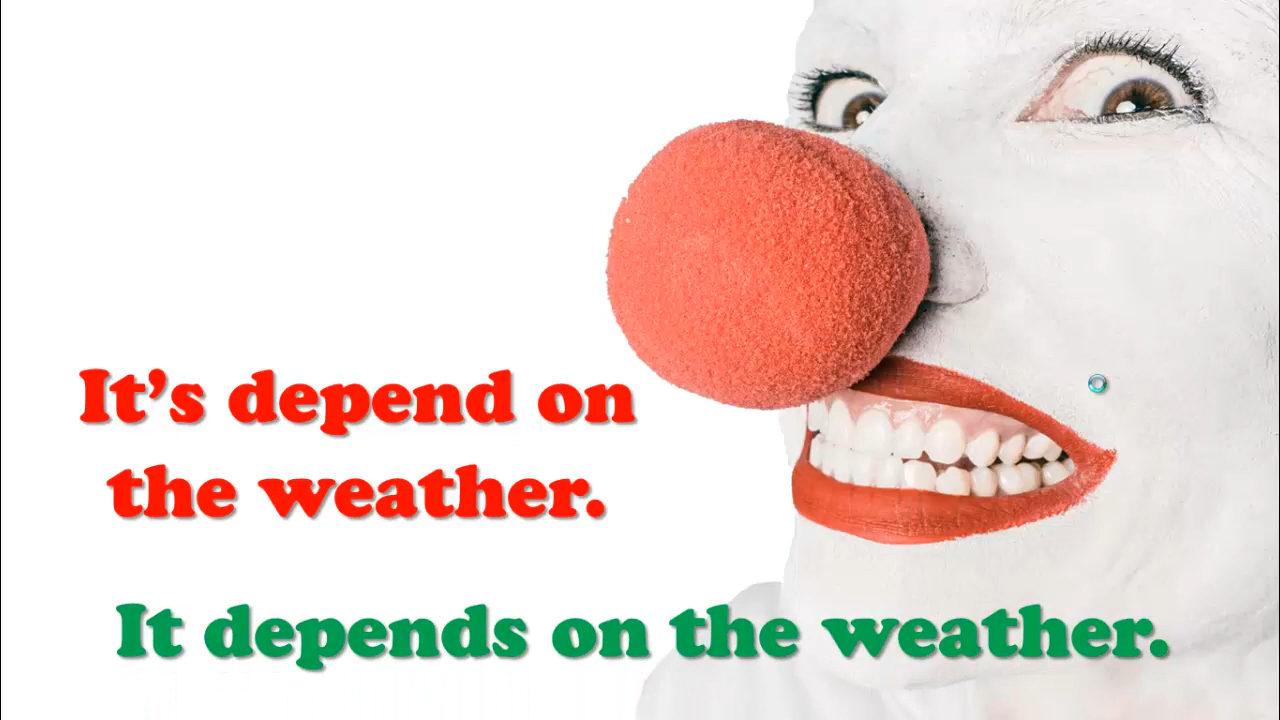 It’s depend on
the weather.
It depends on the weather.